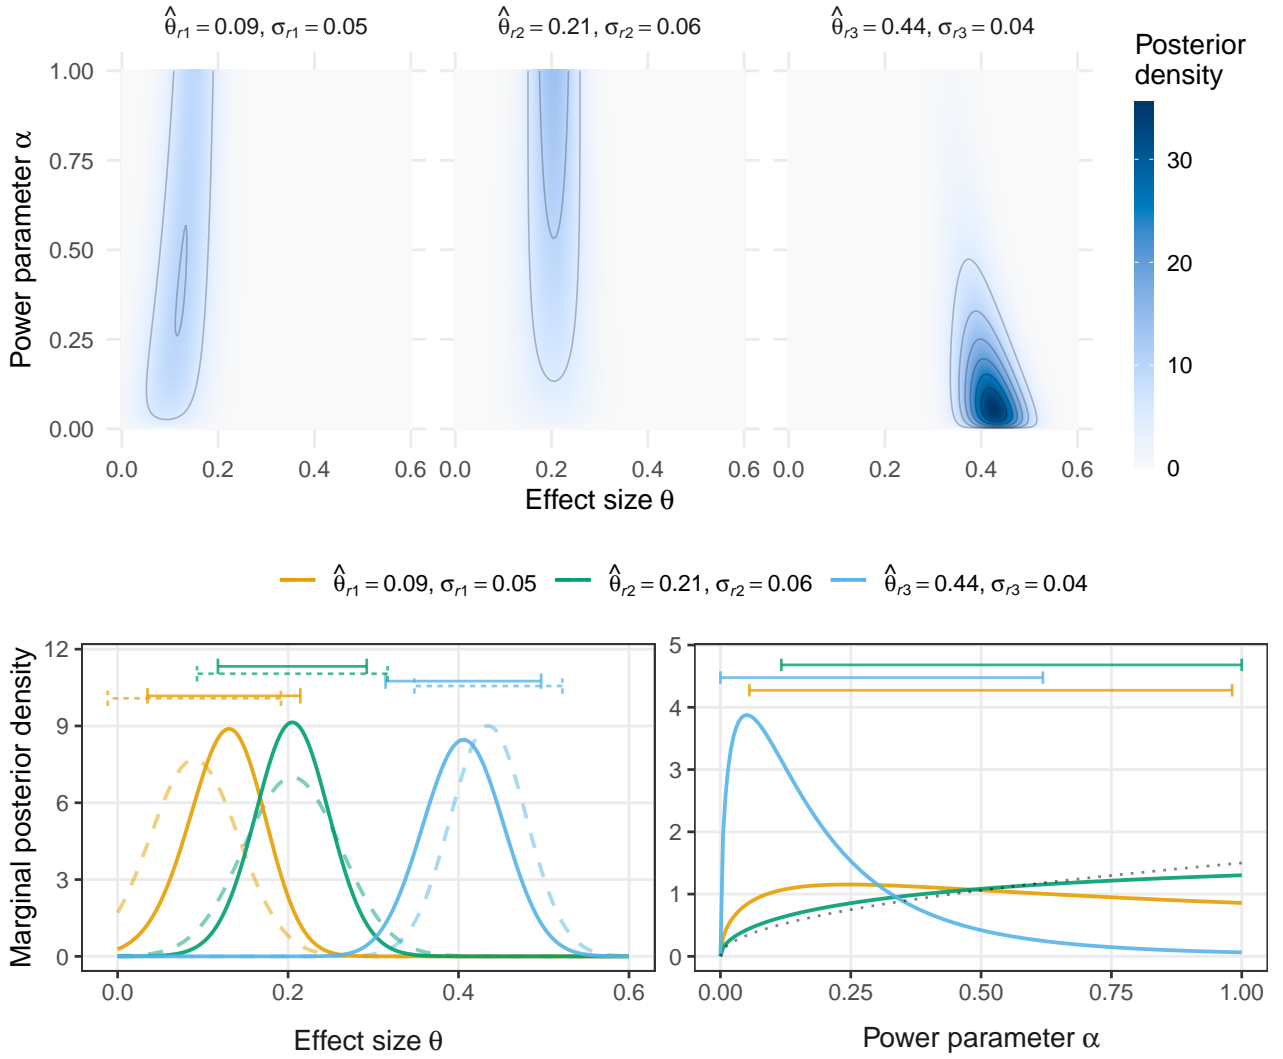 θ̂r1 = 0.09, σr1 = 0.05
θ̂r2 = 0.21, σr2 = 0.06
θ̂r3 = 0.44, σr3 = 0.04
Posterior
density
30
20
10
0
Power parameter α
1.00
0.75
0.50
0.25
0.00
0.0 0.2 0.4 0.6
0.0 0.2 0.4 0.6
0.0 0.2 0.4 0.6
Effect size θ
θ̂r1 = 0.09, σr1 = 0.05 θ̂r2 = 0.21, σr2 = 0.06 θ̂r3 = 0.44, σr3 = 0.04
Marginal posterior density
12
9
6
3
0
0.0 0.2 0.4 0.6
Effect size θ
5
4
3
2
1
0
0.00 0.25 0.50 0.75 1.00
Power parameter α